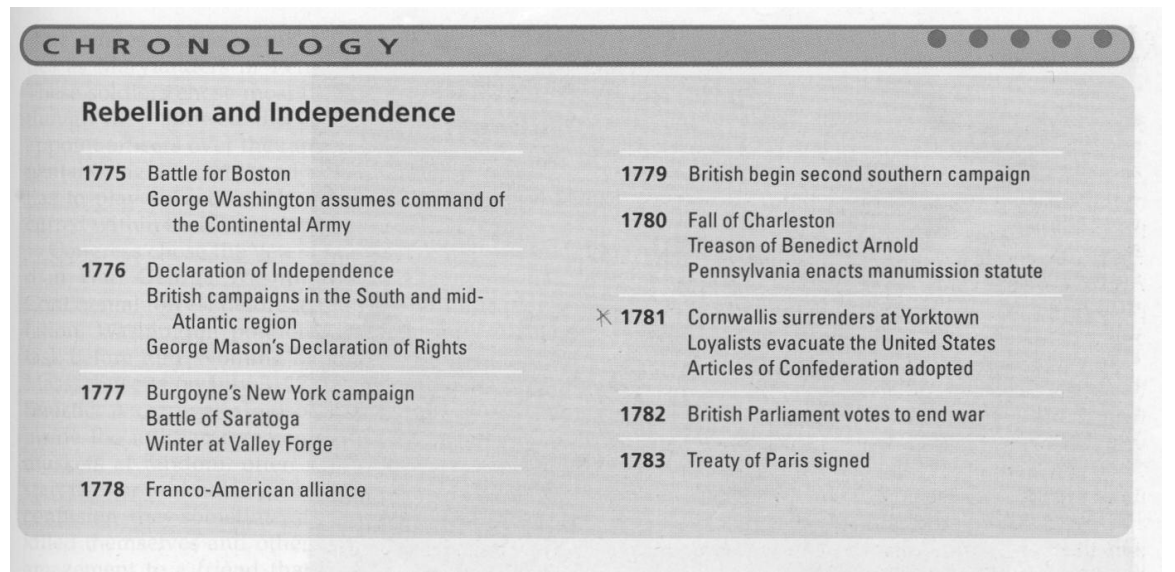 CHRONOLOGY
Rebellion and Independence
1775 Battle for Boston
George Washington assumes command of
the Continental Army
1776 Declaration of Independence
British campaigns in the South and mid-
Atlantic region
George Mason's Declaration of Rights
1777 Burgoyne's New York campaign
Battle of Saratoga
Winter at Valley Forge
1778 Franco-American alliance
1779 British begin second southern campaign
1780 Fall of Charleston
Treason of Benedict Arnold
Pennsylvania enacts manumission statute
1781 Cornwallis surrenders at Yorktown
Loyalists evacuate the United States
Articles of Confederation adopted
1782 British Parliament votes to end war
1783 Treaty of Paris signed